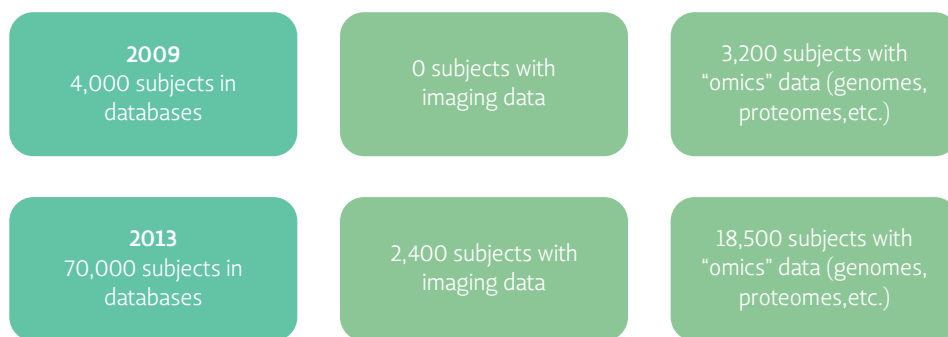 2009
4,000 subjects in
databases
0 subjects with
imaging data
3,200 subjects with
“omics” data (genomes,
proteomes,etc.)
2013
70,000 subjects in
databases
2,400 subjects with
imaging data
18,500 subjects with
“omics” data (genomes,
proteomes,etc.)